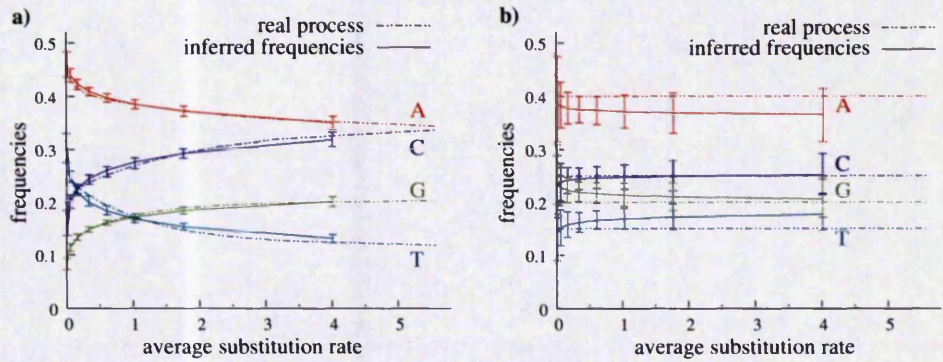 a)
real process
inferred frequencies
0.5
0.4
0.3
0.2
0.1
0
frequencies
A
C
G
T
0 1 2 3 4 5
average substitution rate
b)
real process
inferred frequencies
0.5
0.4
0.3
0.2
0.1
0
frequencies
A
C
G
T
0 1 2 3 4 5
average substitution rate